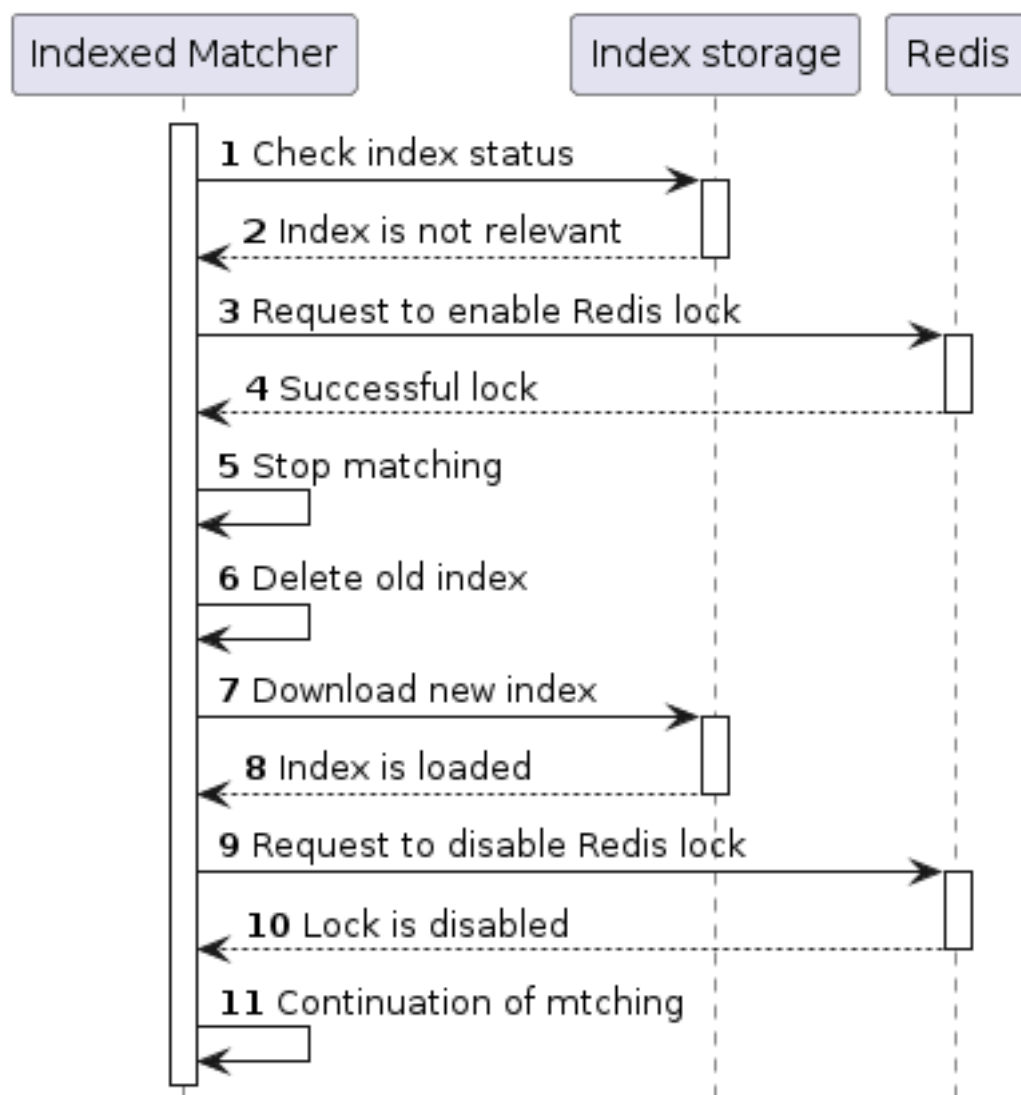 Indexed Matcher
Index storage
Redis
1 Check index status
2 Index is not relevant
3 Request to enable Redis lock
4 Successful lock
5 Stop matching
6 Delete old index
7 Download new index
8 Index is loaded
9 Request to disable Redis lock
10 Lock is disabled
11 Continuation of mtching